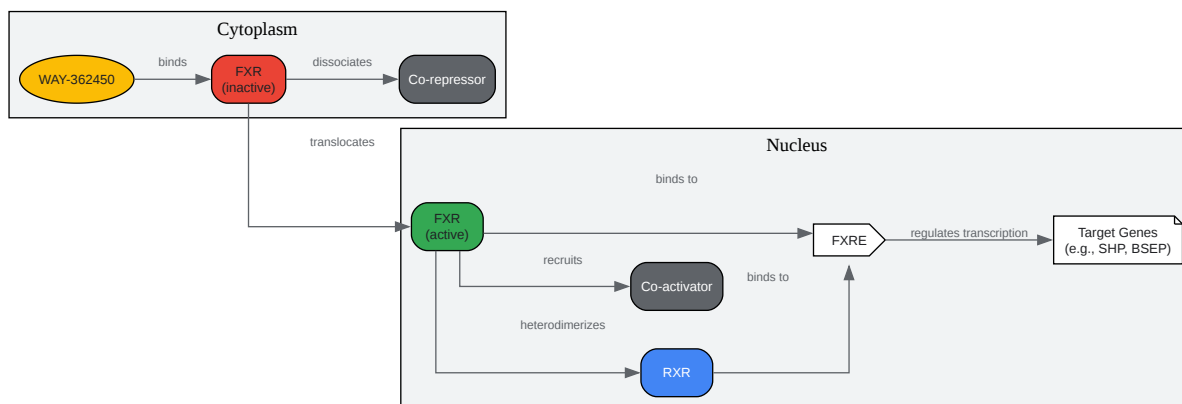 Cytoplasm
WAY-362450
binds
FXR
(inactive)
dissociates
Co-repressor
translocates
Nucleus
binds to
FXR
(active)
FXRE
regulates transcription
Target Genes
(e.g., SHP, BSEP)
recruits
Co-activator
binds to
heterodimerizes
RXR